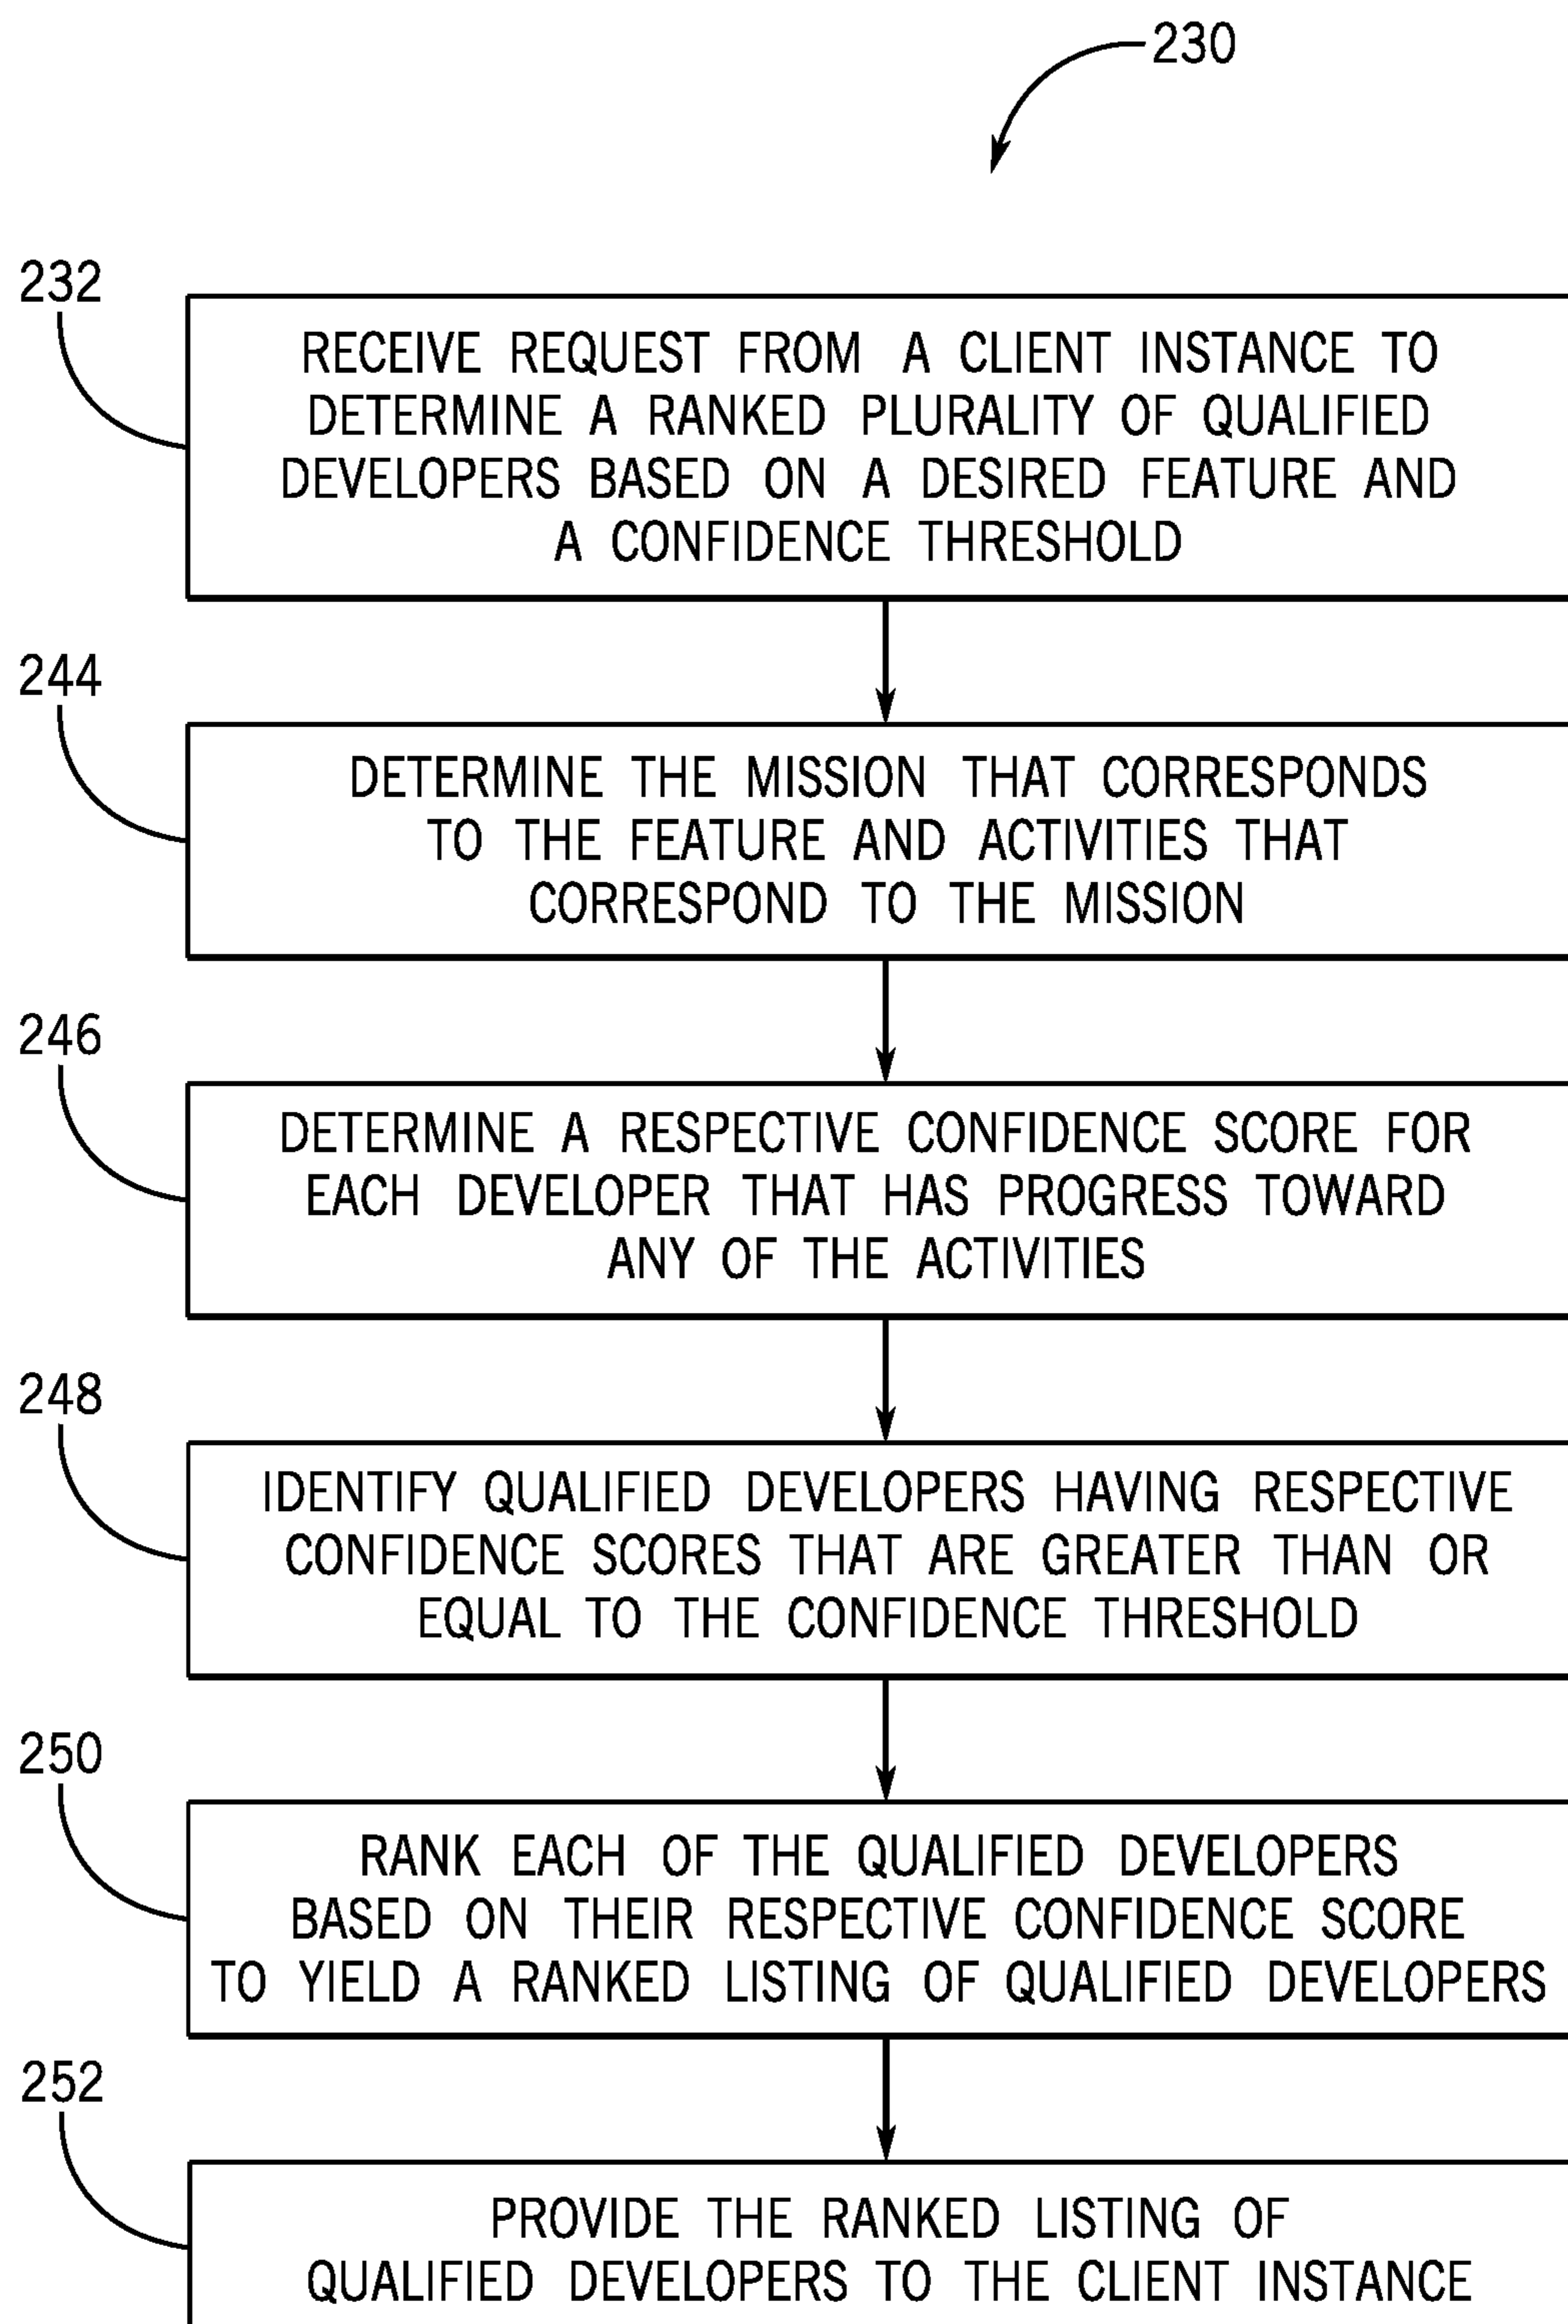 230
232
RECEIVE REQUEST FROM A CLIENT INSTANCE TO
DETERMINE A RANKED PLURALITY OF QUALIFIED
DEVELOPERS BASED ON A DESIRED FEATURE AND
A CONFIDENCE THRESHOLD
244
DETERMINE THE MISSION THAT CORRESPONDS
TO THE FEATURE AND ACTIVITIES THAT
CORRESPOND TO THE MISSION
246
DETERMINE A RESPECTIVE CONFIDENCE SCORE FOR
EACH DEVELOPER THAT HAS PROGRESS TOWARD
ANY OF THE ACTIVITIES
248
IDENTIFY QUALIFIED DEVELOPERS HAVING RESPECTIVE
CONFIDENCE SCORES THAT ARE GREATER THAN OR
EQUAL TO THE CONFIDENCE THRESHOLD
250
RANK EACH OF THE QUALIFIED DEVELOPERS
BASED ON THEIR RESPECTIVE CONFIDENCE SCORE
TO YIELD A RANKED LISTING OF QUALIFIED DEVELOPERS
252
PROVIDE THE RANKED LISTING OF
QUALIFIED DEVELOPERS TO THE CLIENT INSTANCE